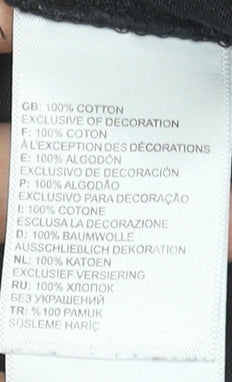 GB: 100% COTTON
EXCLUSIVE OF DECORATION
F: 100% COTON
À L'EXCEPTION DES DÉCORATIONS
E: 100% ALGODÓN
EXCLUSIVO DE DECORACIÓN
P: 100% ALGODÃO
EXCLUSIVO PARA DECORAÇÃO
I: 100% COTONE
ESCLUSA LA DECORAZIONE
D: 100% BAUMWOLLE
AUSSCHLIEßLICH DEKORATION
NL: 100% KATOEN
EXCLUSIEF VERSIERING
RU: 100% ХЛОПОК
БЕЗ УКРАШЕНИЙ
TR: %100 PAMUK
SÜSLEME HARİÇ